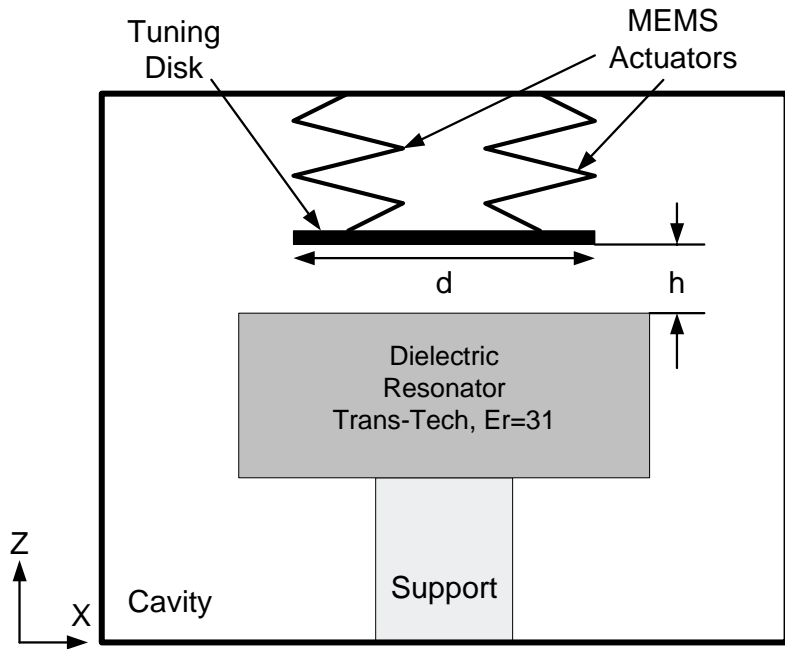 Tuning
Disk
MEMS
Actuators
d
h
Dielectric
Resonator
Trans-Tech, Er=31
Z
X
Cavity
Support